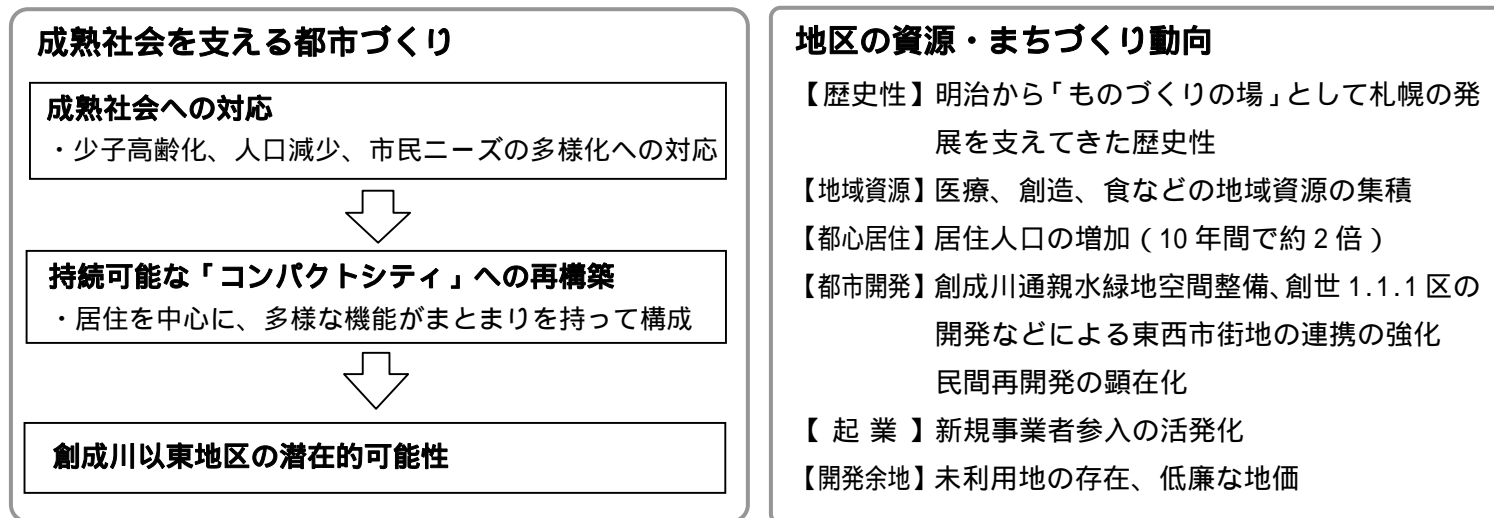 成熟社会を支える都市づくり
成熟社会への対応
・少子高齢化、人口減少、市民ニーズの多様化への対応
持続可能な「コンパクトシティ」への再構築
・居住を中心に、多様な機能がまとまりを持って構成
創成川以東地区の潜在的可能性
地区の資源・まちづくり動向
【歴史性】明治から「ものづくりの場」として札幌の発
展を支えてきた歴史性
【地域資源】医療、創造、食などの地域資源の集積
【都心居住】居住人口の増加（10 年間で約 2 倍）
【都市開発】創成川通親水緑地空間整備、創世 1.1.1 区の
開発などによる東西市街地の連携の強化
民間再開発の顕在化
【 起 業 】新規事業者参入の活発化
【開発余地】未利用地の存在、低廉な地価